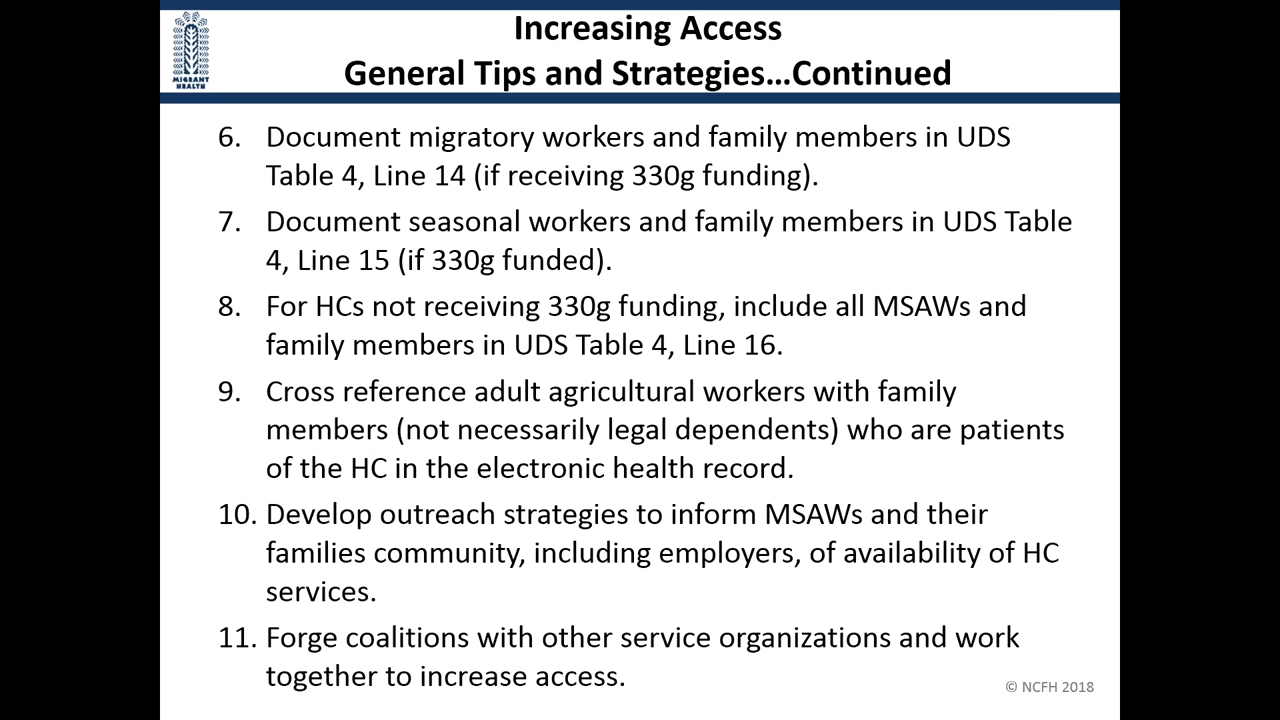 MIGRANT
HEALTH
Increasing Access
General Tips and Strategies...Continued
6. Document migratory workers and family members in UDS
Table 4, Line 14 (if receiving 330g funding).
7. Document seasonal workers and family members in UDS Table
4, Line 15 (if 330g funded).
8. For HCs not receiving 330g funding, include all MSAWs and
family members in UDS Table 4, Line 16.
9. Cross reference adult agricultural workers with family
members (not necessarily legal dependents) who are patients
of the HC in the electronic health record.
10. Develop outreach strategies to inform MSAWs and their
families community, including employers, of availability of HC
services.
11. Forge coalitions with other service organizations and work
together to increase access.
© NCFH 2018